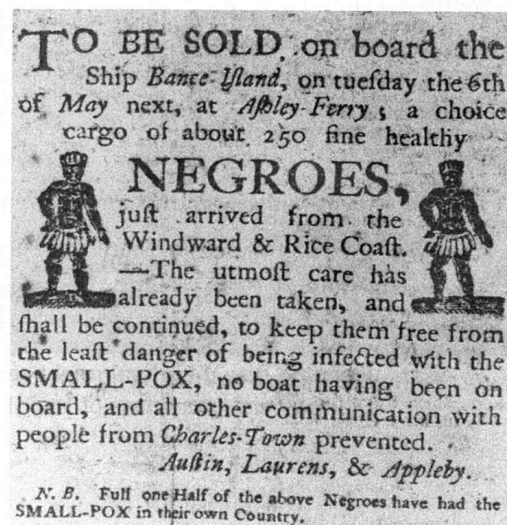 TO BE SOLD, on board the
Ship Bance-Yſland, on tueſday the 6th
of May next, at Aſhley-Ferry; a choice
cargo of about 250 fine healthy
NEGROES,
juſt arrived from the
Windward & Rice Coaſt.
—The utmoſt care has
already been taken, and
ſhall be continued, to keep them free from
the leaſt danger of being infected with the
SMALL-POX, no boat having been on
board, and all other communication with
people from Charles-Town prevented.
Auſtin, Laurens, & Appleby.
N. B. Full one Half of the above Negroes have had the
SMALL-POX in their own Country.